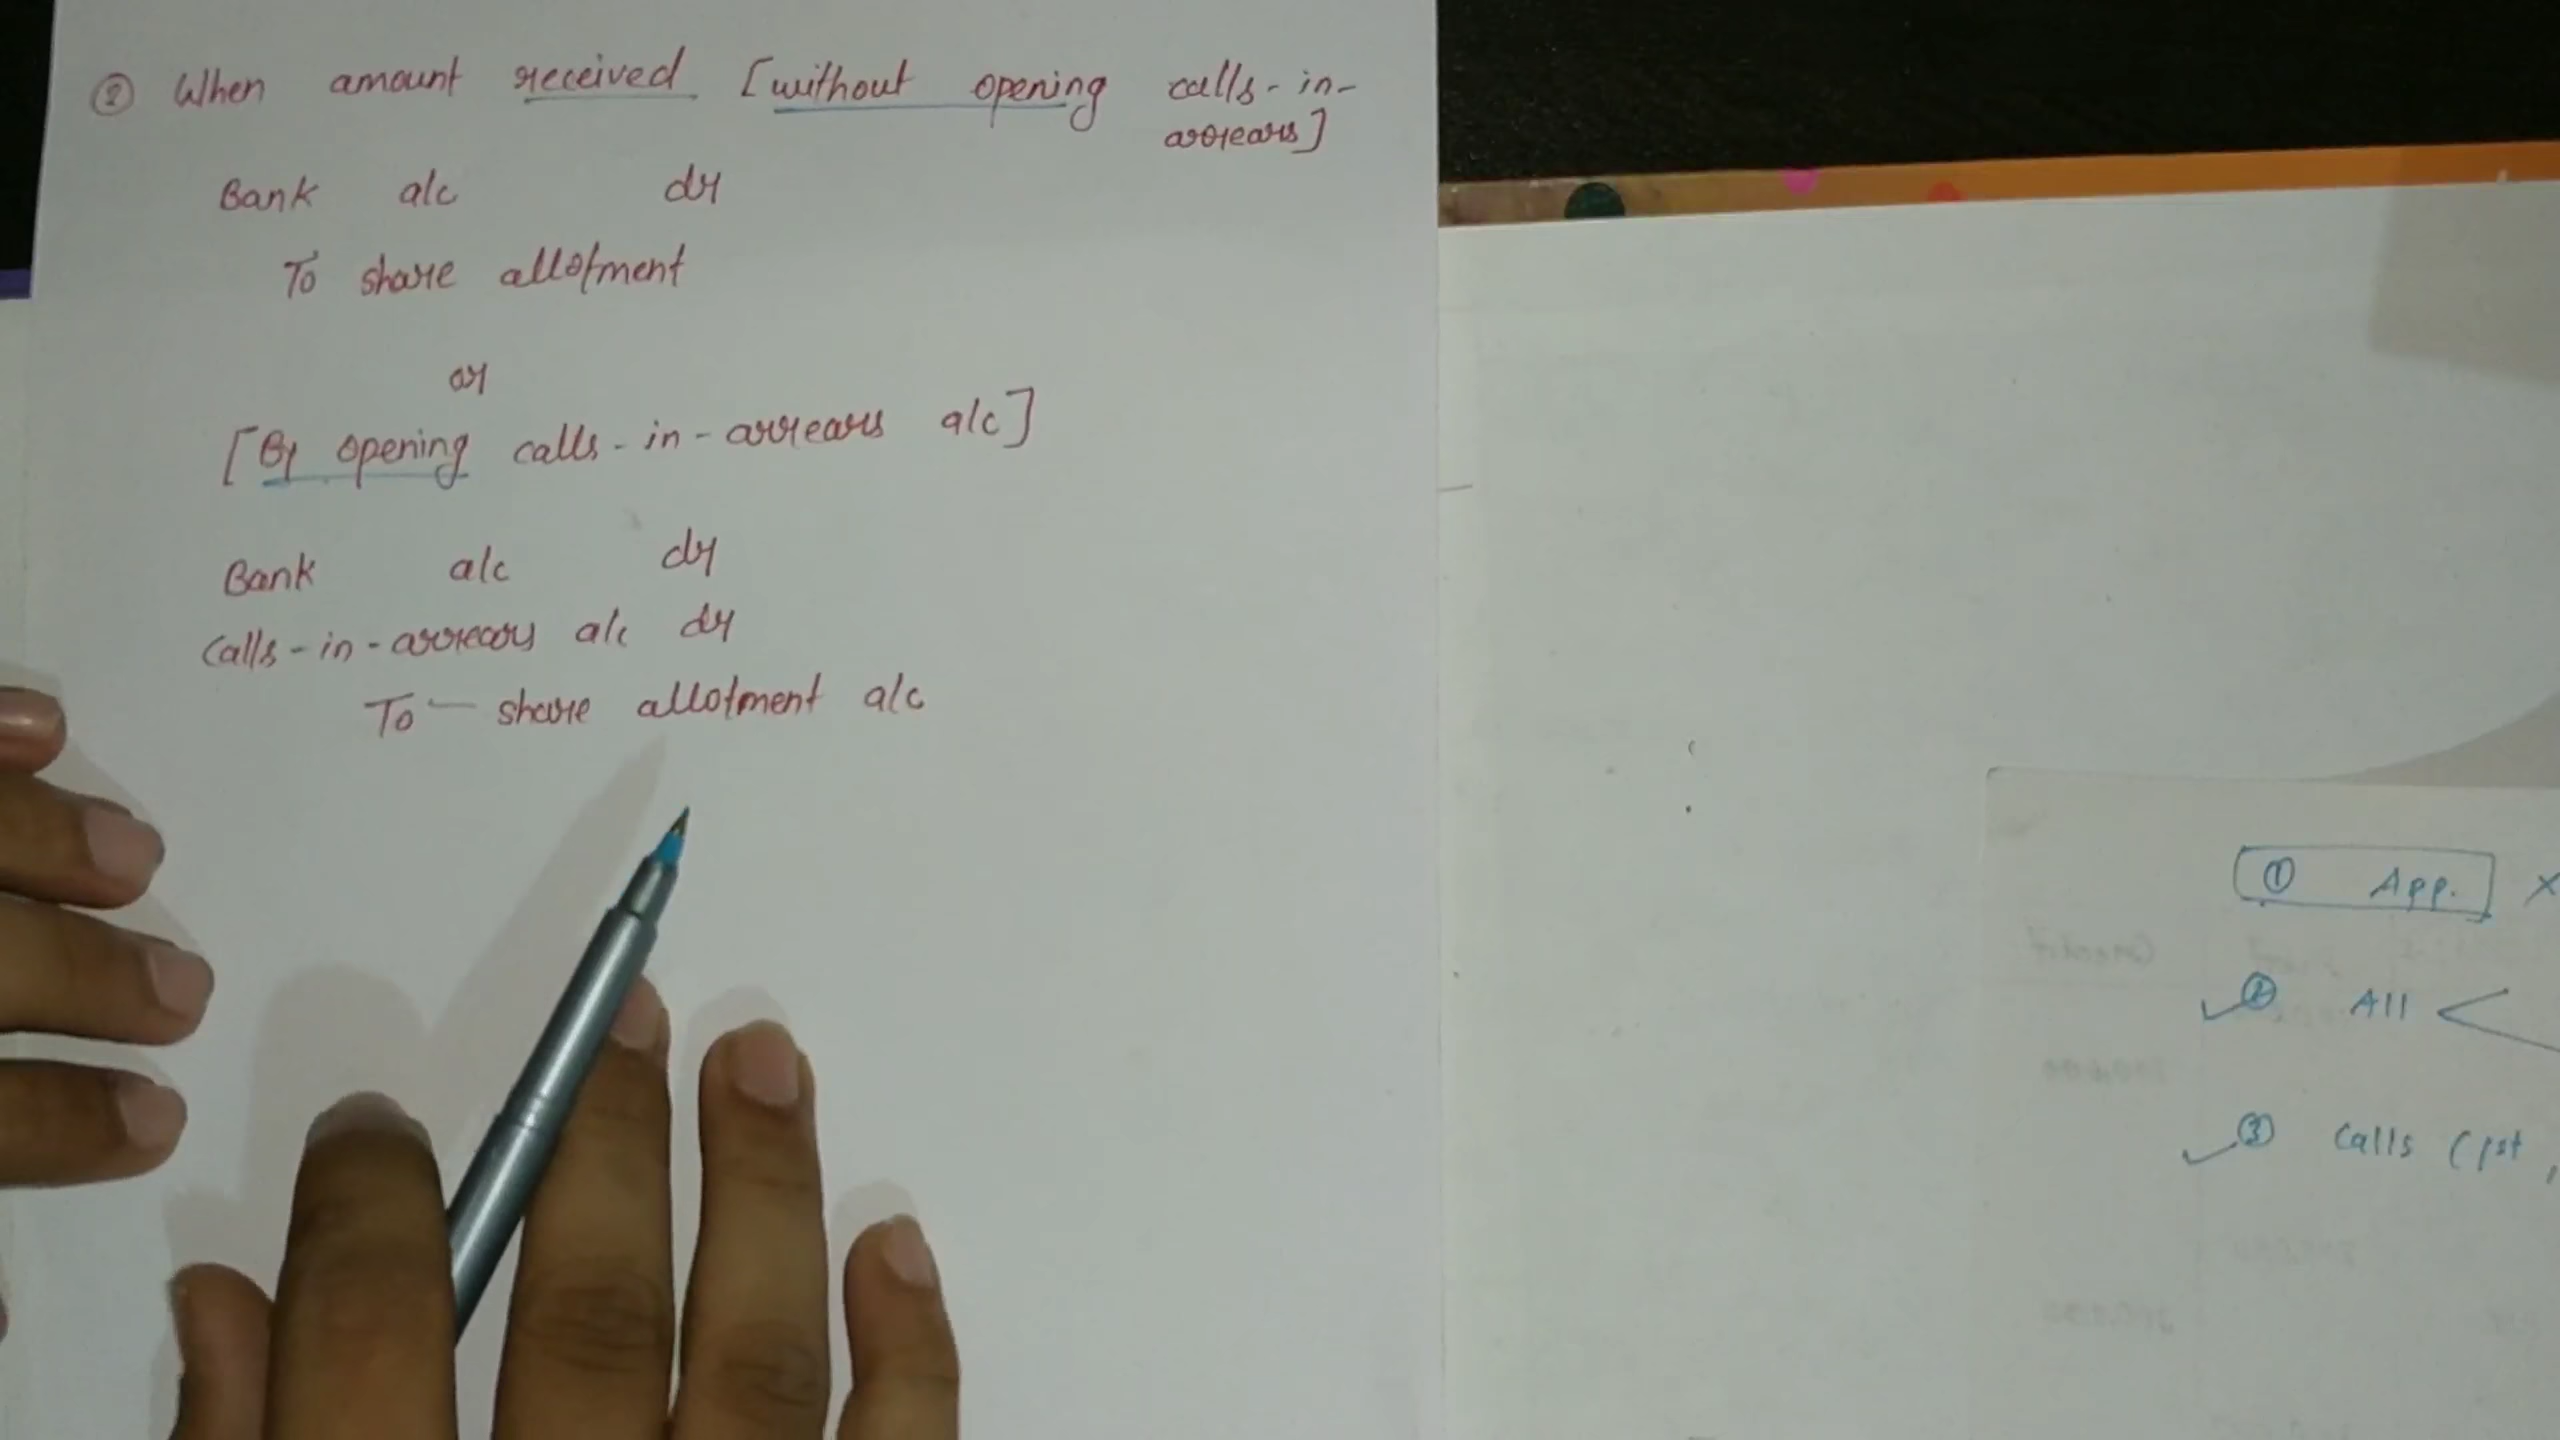 ② When amount received [without opening calls-in-
arrears]
Bank a/c dr
To share allotment
or
[By opening calls-in-arrears a/c]
Bank a/c dr
Calls-in-arrears a/c dr
To share allotment a/c
① App. X
② All
③ Calls (1st,